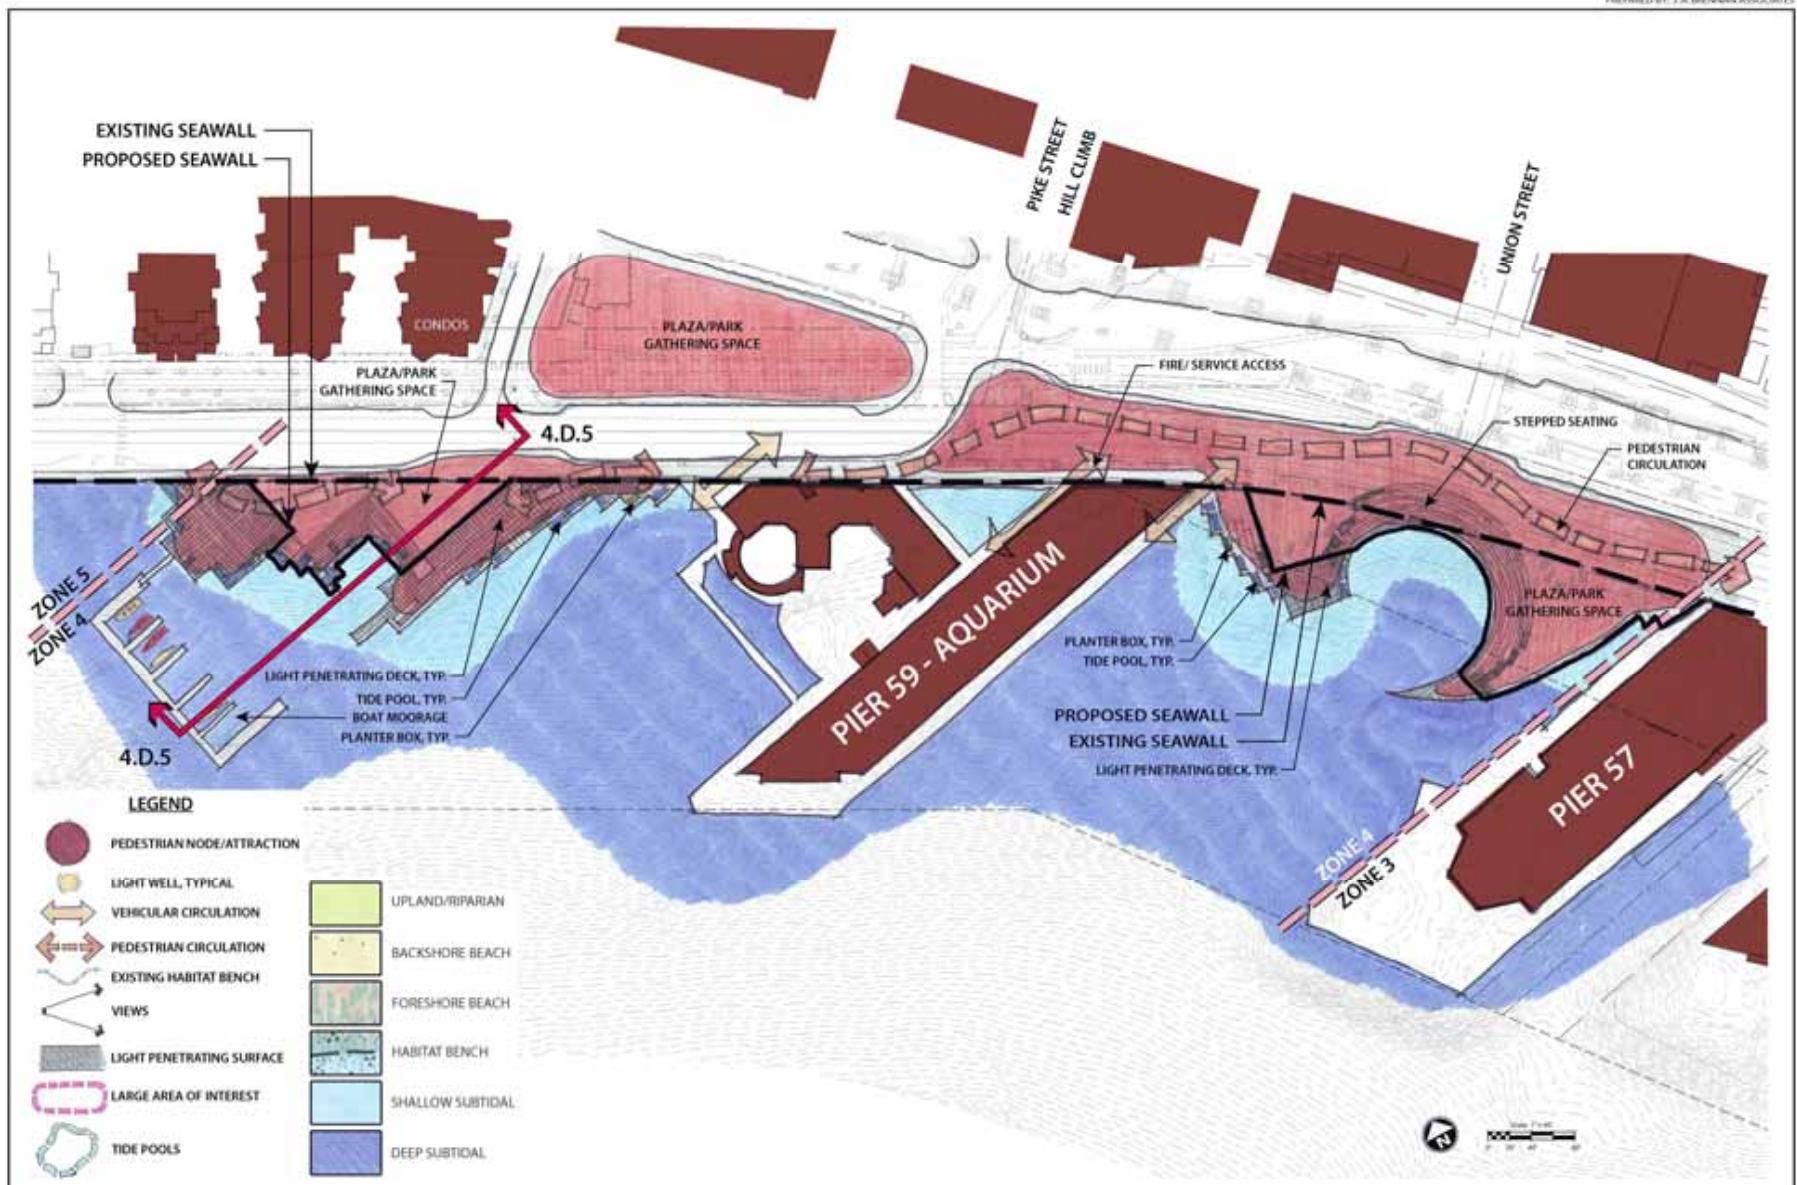 PREPARED BY: J.A. BRENNAN ASSOCIATES
EXISTING SEAWALL
PROPOSED SEAWALL
PIKE STREET
HILL CLIMB
UNION STREET
CONDOS
PLAZA/PARK
GATHERING SPACE
PLAZA/PARK
GATHERING SPACE
FIRE/ SERVICE ACCESS
4.D.5
STEPPED SEATING
PEDESTRIAN
CIRCULATION
ZONE 5
ZONE 4
PLAZA/PARK
GATHERING SPACE
PIER 59 - AQUARIUM
PLANTER BOX, TYP.
TIDE POOL, TYP.
LIGHT PENETRATING DECK, TYP.
TIDE POOL, TYP.
BOAT MOORAGE
PLANTER BOX, TYP.
4.D.5
PROPOSED SEAWALL
EXISTING SEAWALL
LIGHT PENETRATING DECK, TYP.
PIER 57
ZONE 4
ZONE 3
LEGEND
PEDESTRIAN NODE/ATTRACTION
LIGHT WELL, TYPICAL
VEHICULAR CIRCULATION
PEDESTRIAN CIRCULATION
EXISTING HABITAT BENCH
VIEWS
LIGHT PENETRATING SURFACE
LARGE AREA OF INTEREST
TIDE POOLS
UPLAND/RIPARIAN
BACKSHORE BEACH
FORESHORE BEACH
HABITAT BENCH
SHALLOW SUBTIDAL
DEEP SUBTIDAL
N